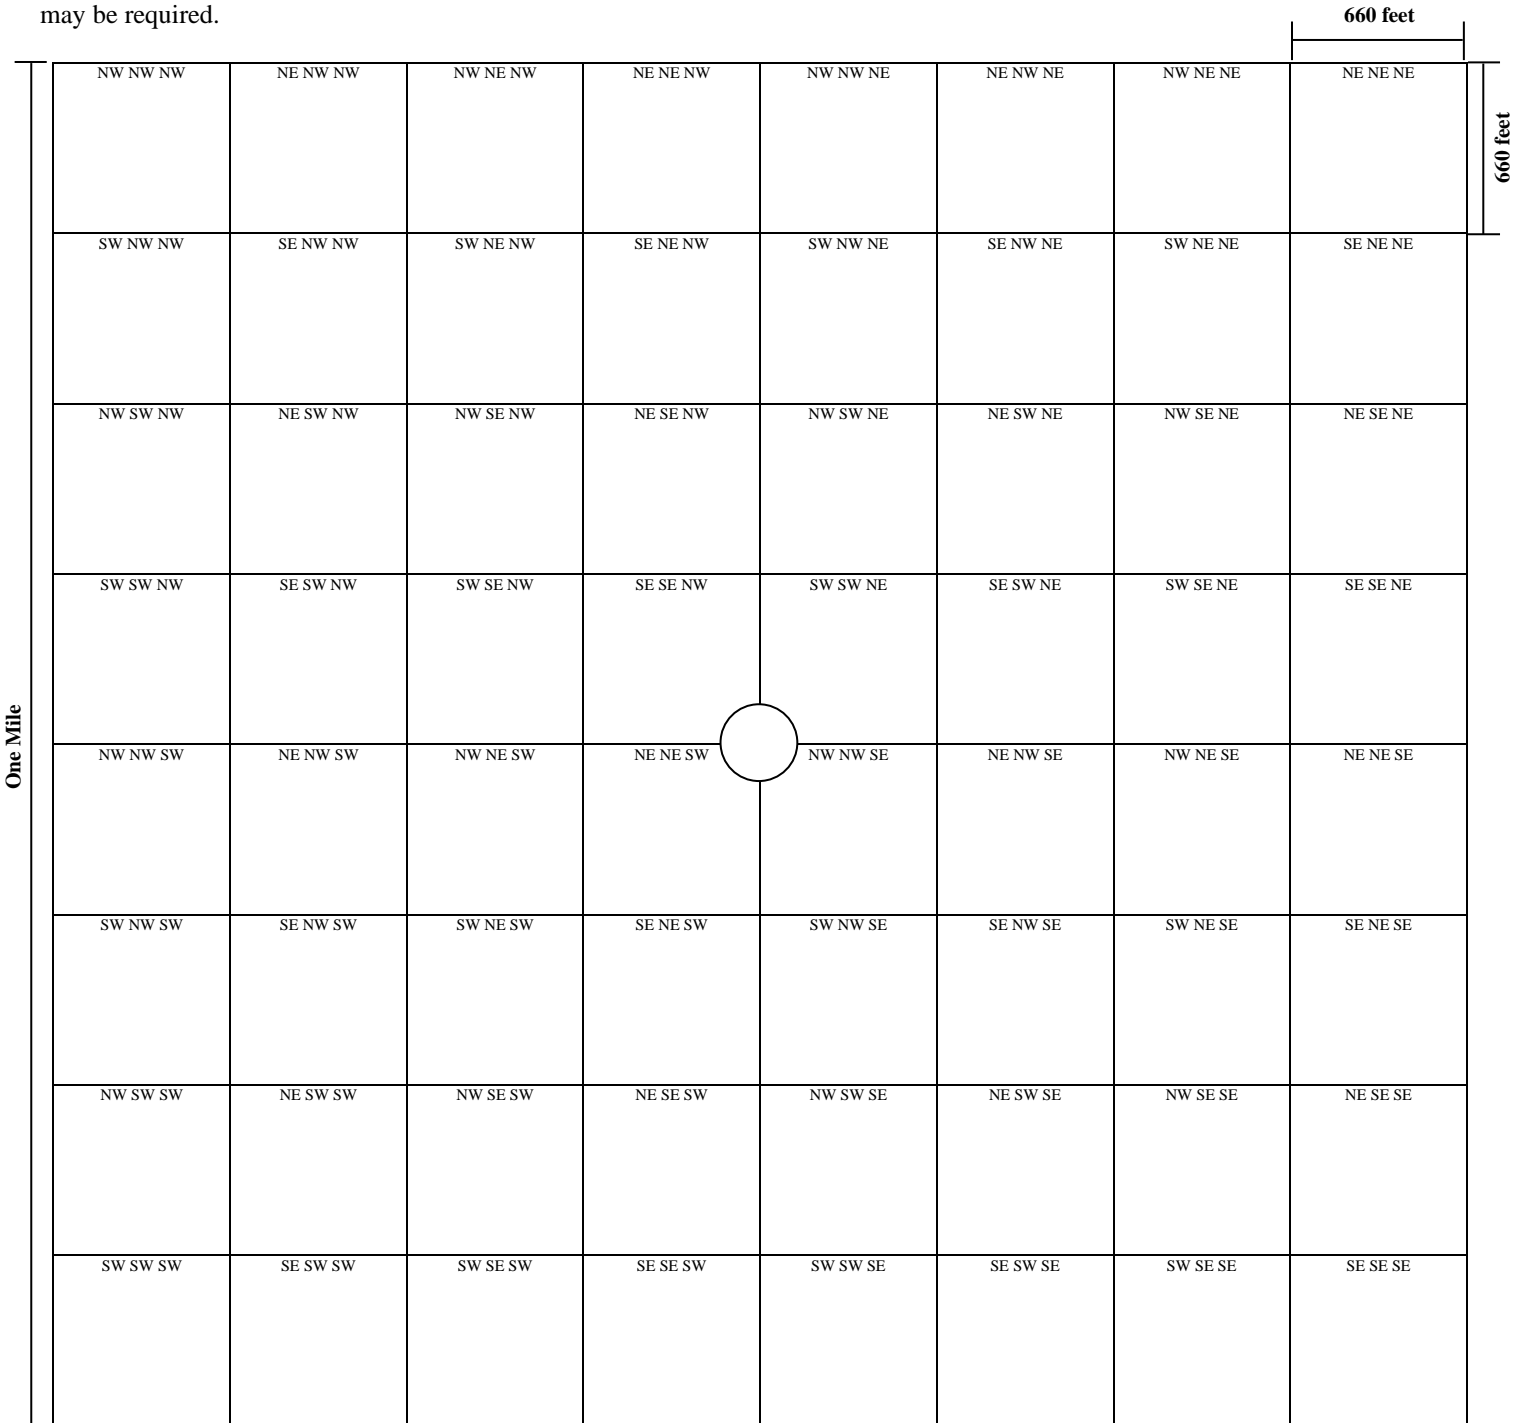 may be required.
660 feet
NW NW NW NE NW NW NW NE NW NE NE NW NW NW NE NE NW NE NW NE NE NE NE NE
660 feet
SW NW NW SE NW NW SW NE NW SE NE NW SW NW NE SE NW NE SW NE NE SE NE NE
NW SW NW NE SW NW NW SE NW NE SE NW NW SW NE NE SW NE NW SE NE NE SE NE
SW SW NW SE SW NW SW SE NW SE SE NW SW SW NE SE SW NE SW SE NE SE SE NE
One Mile
NW NW SW NE NW SW NW NE SW NE NE SW NW NW SE NE NW SE NW NE SE NE NE SE
SW NW SW SE NW SW SW NE SW SE NE SW SW NW SE SE NW SE SW NE SE SE NE SE
NW SW SW NE SW SW NW SE SW NE SE SW NW SW SE NE SW SE NW SE SE NE SE SE
SW SW SW SE SW SW SW SE SW SE SE SW SW SW SE SE SW SE SW SE SE SE SE SE